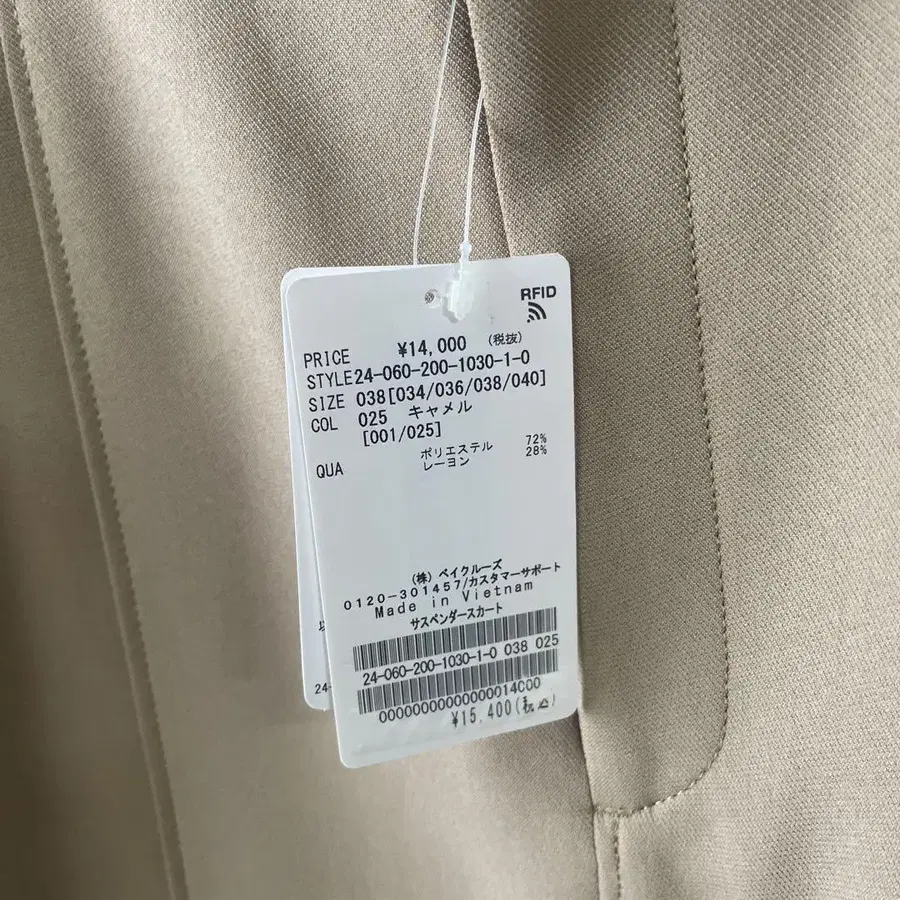 RFID
PRICE ¥14,000 (税抜)
STYLE 24-060-200-1030-1-0
SIZE 038[034/036/038/040]
COL 025 キャメル
[001/025]
QUA ポリエステル 72%
レーヨン 28%
(株) ベイクルーズ
0120-301457/カスタマーサポート
Made in Vietnam
サスペンダースカート
24-060-200-1030-1-0 038 025
00000000000000014000
¥15,400(税込)
24-